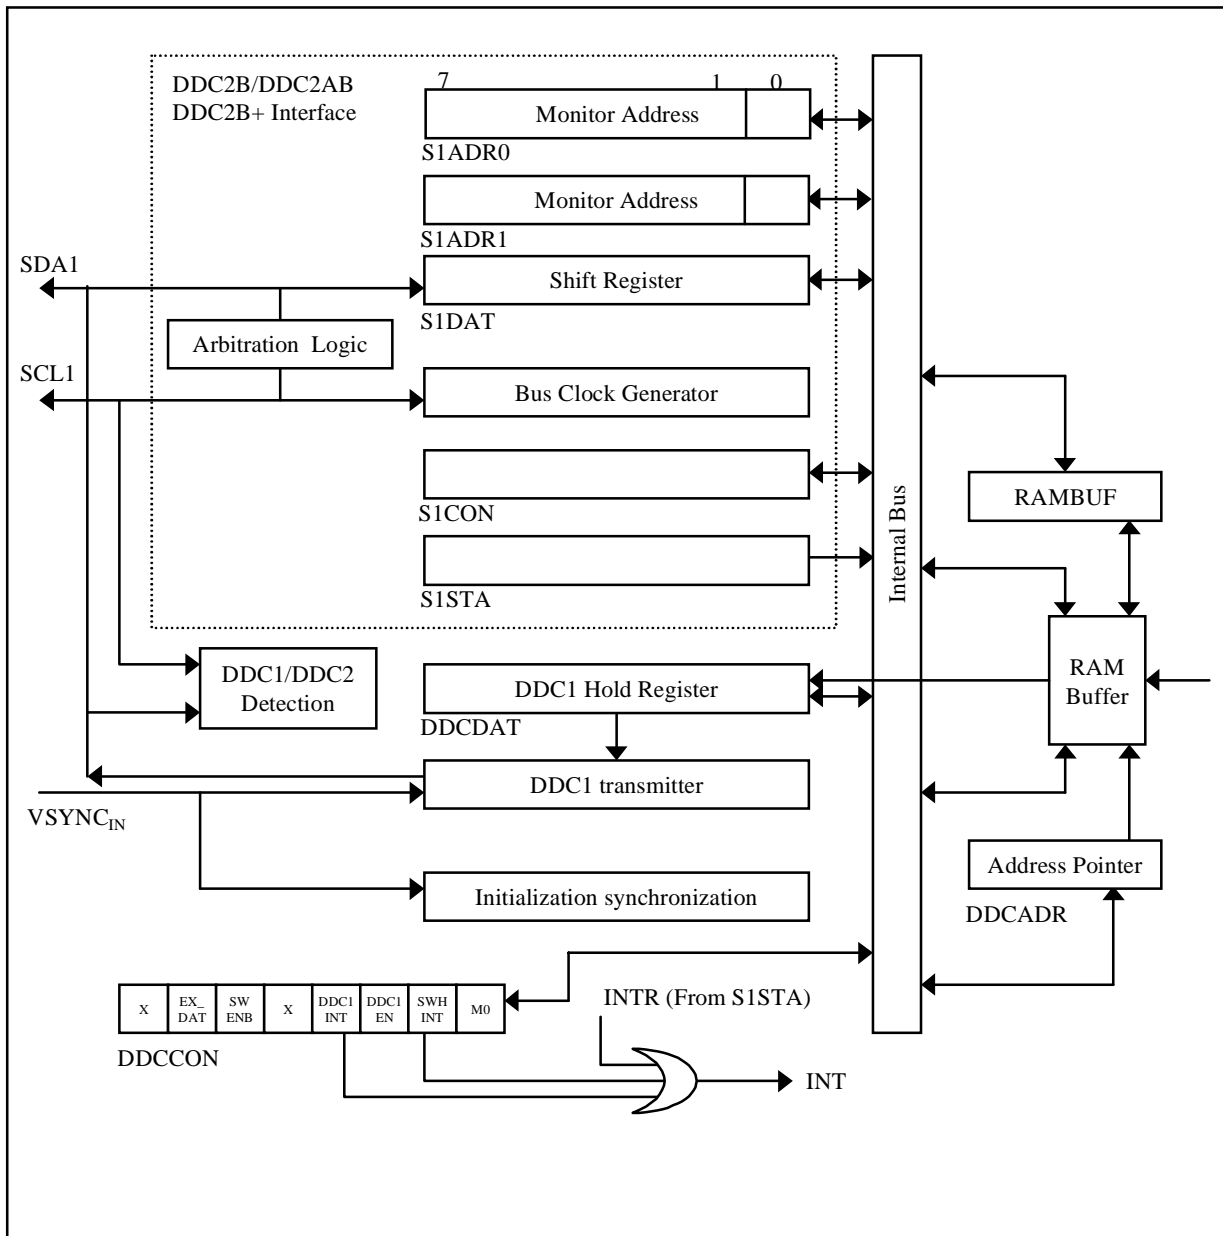 DDC2B/DDC2AB
DDC2B+ Interface
7 1 0
Monitor Address
S1ADR0
Monitor Address
S1ADR1
SDA1
Shift Register
S1DAT
Arbitration Logic
SCL1
Bus Clock Generator
S1CON
S1STA
Internal Bus
RAMBUF
RAM
Buffer
DDC1/DDC2
Detection
DDC1 Hold Register
DDCDAT
DDC1 transmitter
VSYNCIN
Address Pointer
DDCADR
Initialization synchronization
X
EX_
DAT
SW
ENB
X
DDC1
INT
DDC1
EN
SWH
INT
M0
DDCCON
INTR (From S1STA)
INT